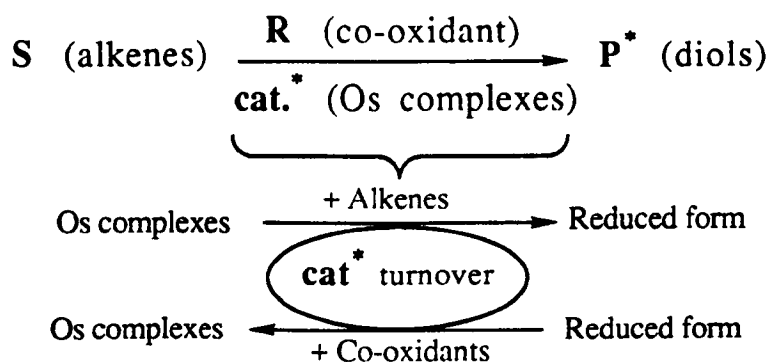 S (alkenes) R (co-oxidant) P* (diols)
cat.* (Os complexes)
+ Alkenes
Os complexes Reduced form
cat* turnover
Os complexes Reduced form
+ Co-oxidants